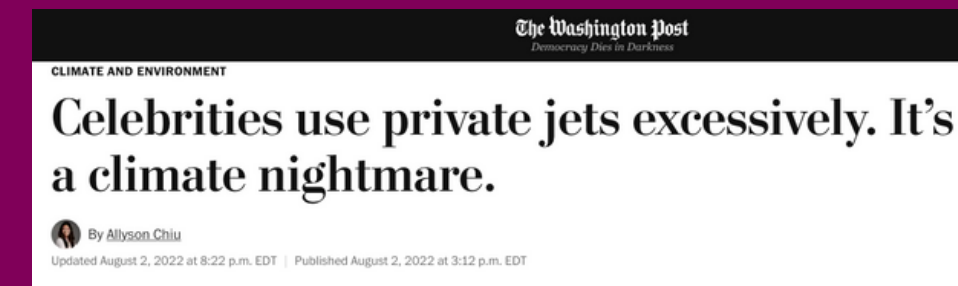 The Washington Post
Democracy Dies in Darkness
CLIMATE AND ENVIRONMENT
Celebrities use private jets excessively. It’s
a climate nightmare.
By Allyson Chiu
Updated August 2, 2022 at 8:22 p.m. EDT | Published August 2, 2022 at 3:12 p.m. EDT